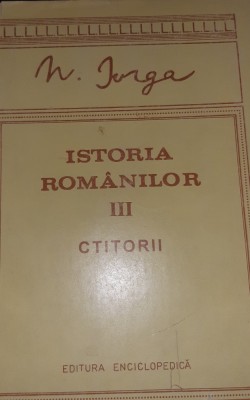 N. Iorga
ISTORIA
ROMÂNILOR
III
CTITORII
EDITURA ENCICLOPEDICĂ